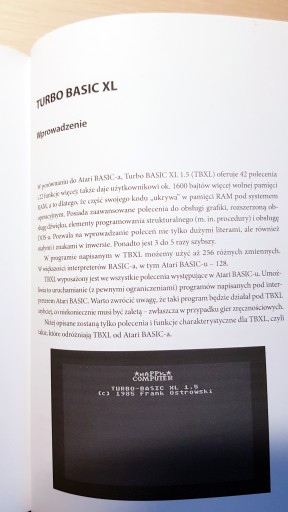 TURBO BASIC XL
Wprowadzenie
W porównaniu do Atari BASIC-a, Turbo BASIC XL 1.5 (TBXL) oferuje 42 polecenia
i 22 funkcje więcej, także daje użytkownikowi ok. 1600 bajtów więcej wolnej pamięci
RAM, a to dlatego, że część swojego kodu „ukrywa” w pamięci RAM pod systemem
operacyjnym. Posiada zaawansowane polecenia do obsługi grafiki, rozszerzoną ob-
sługę dźwięku, elementy programowania strukturalnego (m. in. procedury) i obsługę
DOS-u. Pozwala na wprowadzanie poleceń nie tylko dużymi literami, ale również
małymi i znakami w inwersie. Ponadto jest 3 do 5 razy szybszy.
W programie napisanym w TBXL możemy użyć aż 256 różnych zmiennych.
W większości interpreterów BASIC-a, w tym Atari BASIC-u – 128.
TBXL wyposażony jest we wszystkie polecenia występujące w Atari BASIC-u. Umoż-
liwia to uruchamianie (z pewnymi ograniczeniami) programów napisanych pod inter-
preterem Atari BASIC. Warto zwrócić uwagę, że taki program będzie działał pod TBXL
szybciej, co niekoniecznie musi być zaletą – zwłaszcza w przypadku gier zręcznościowych.
Niżej opisane zostaną tylko polecenia i funkcje charakterystyczne dla TBXL, czyli
takie, które odróżniają TBXL od Atari BASIC-a.
*HAPPY*
COMPUTER
TURBO-BASIC XL 1.5
(c) 1985 Frank Ostrowski